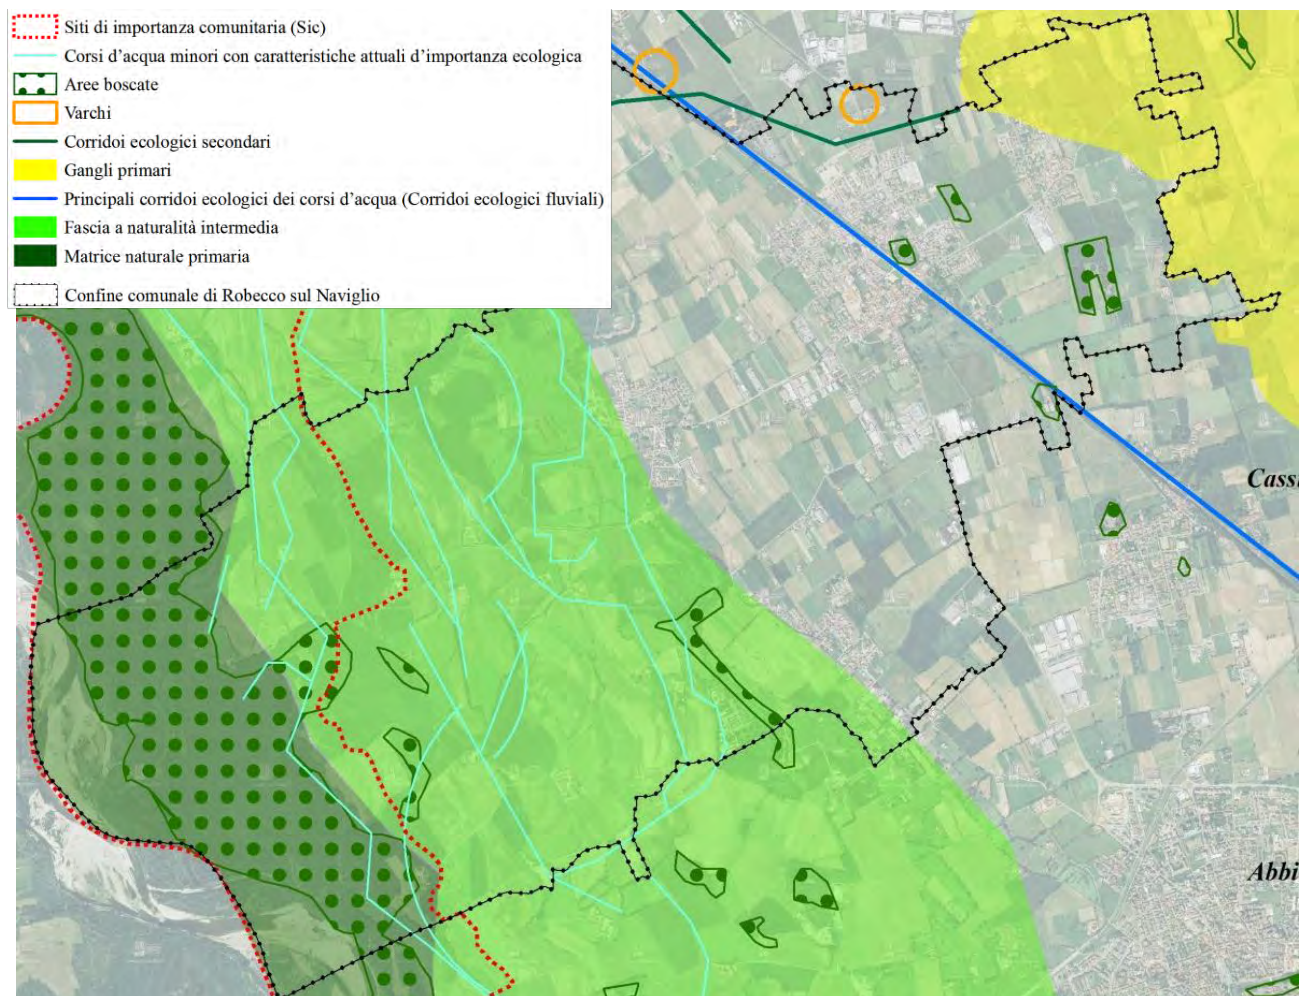 Siti di importanza comunitaria (Sic)
Corsi d'acqua minori con caratteristiche attuali d'importanza ecologica
Aree boscate
Varchi
Corridoi ecologici secondari
Gangli primari
Principali corridoi ecologici dei corsi d'acqua (Corridoi ecologici fluviali)
Fascia a naturalità intermedia
Matrice naturale primaria
Confine comunale di Robecco sul Naviglio
Cass
Abbi